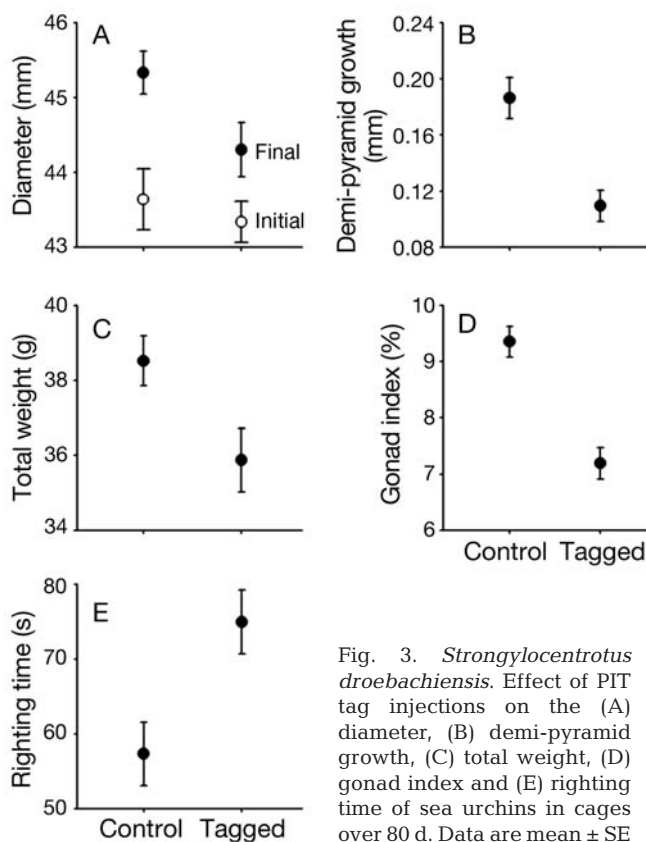 A
Diameter (mm)
46
45
44
43
Final
Initial
B
Demi-pyramid growth
(mm)
0.24
0.20
0.16
0.12
0.08
C
Total weight (g)
40
38
36
34
D
Gonad index (%)
10
9
8
7
6
Control Tagged
E
Righting time (s)
80
70
60
50
Control Tagged
Fig. 3. Strongylocentrotus
droebachiensis. Effect of PIT
tag injections on the (A)
diameter, (B) demi-pyramid
growth, (C) total weight, (D)
gonad index and (E) righting
time of sea urchins in cages
over 80 d. Data are mean ± SE